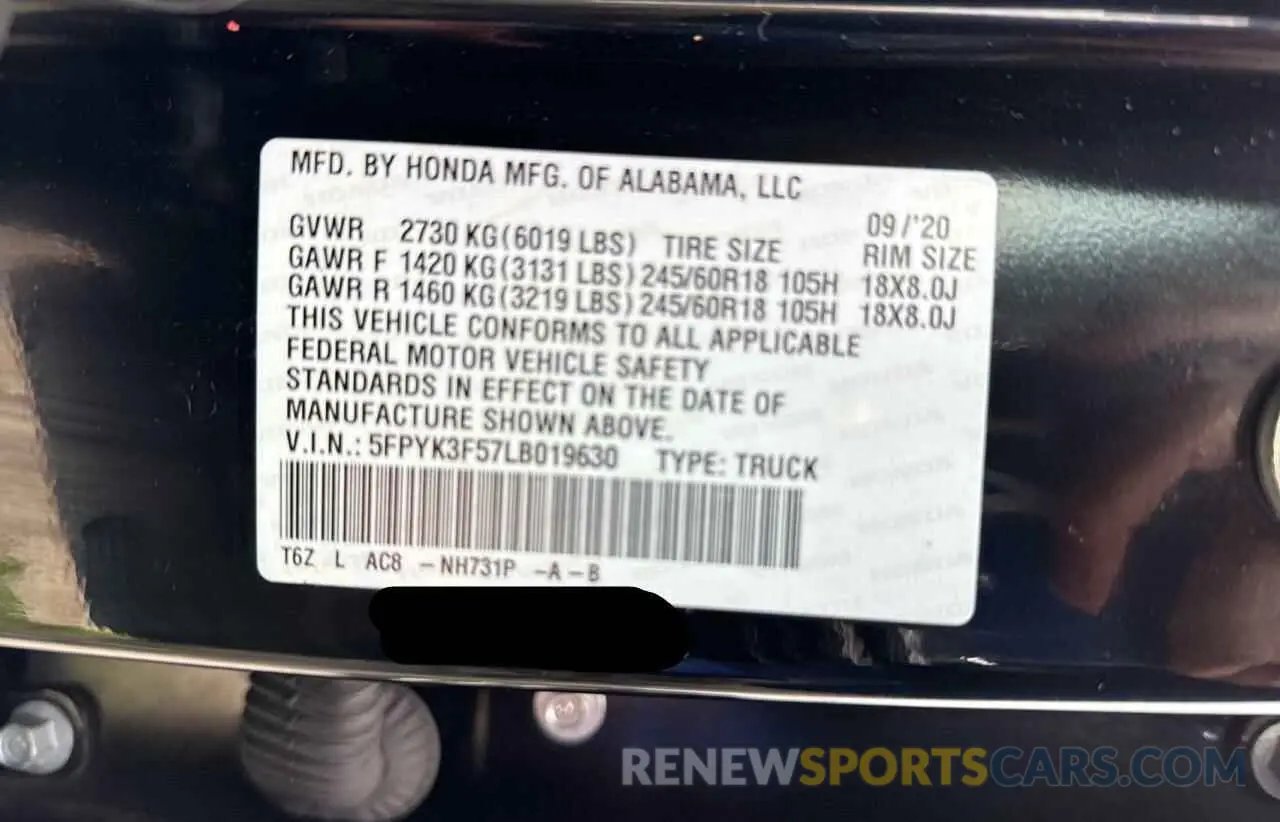 MFD. BY HONDA MFG. OF ALABAMA, LLC
09/'20
GVWR 2730 KG(6019 LBS) TIRE SIZE RIM SIZE
GAWR F 1420 KG(3131 LBS) 245/60R18 105H 18X8.0J
GAWR R 1460 KG(3219 LBS) 245/60R18 105H 18X8.0J
THIS VEHICLE CONFORMS TO ALL APPLICABLE
FEDERAL MOTOR VEHICLE SAFETY
STANDARDS IN EFFECT ON THE DATE OF
MANUFACTURE SHOWN ABOVE.
V.I.N.: 5FPYK3F57LB019630 TYPE: TRUCK
T6Z L AC8 -NH731P -A-B
RENEWSPORTSCARS.COM